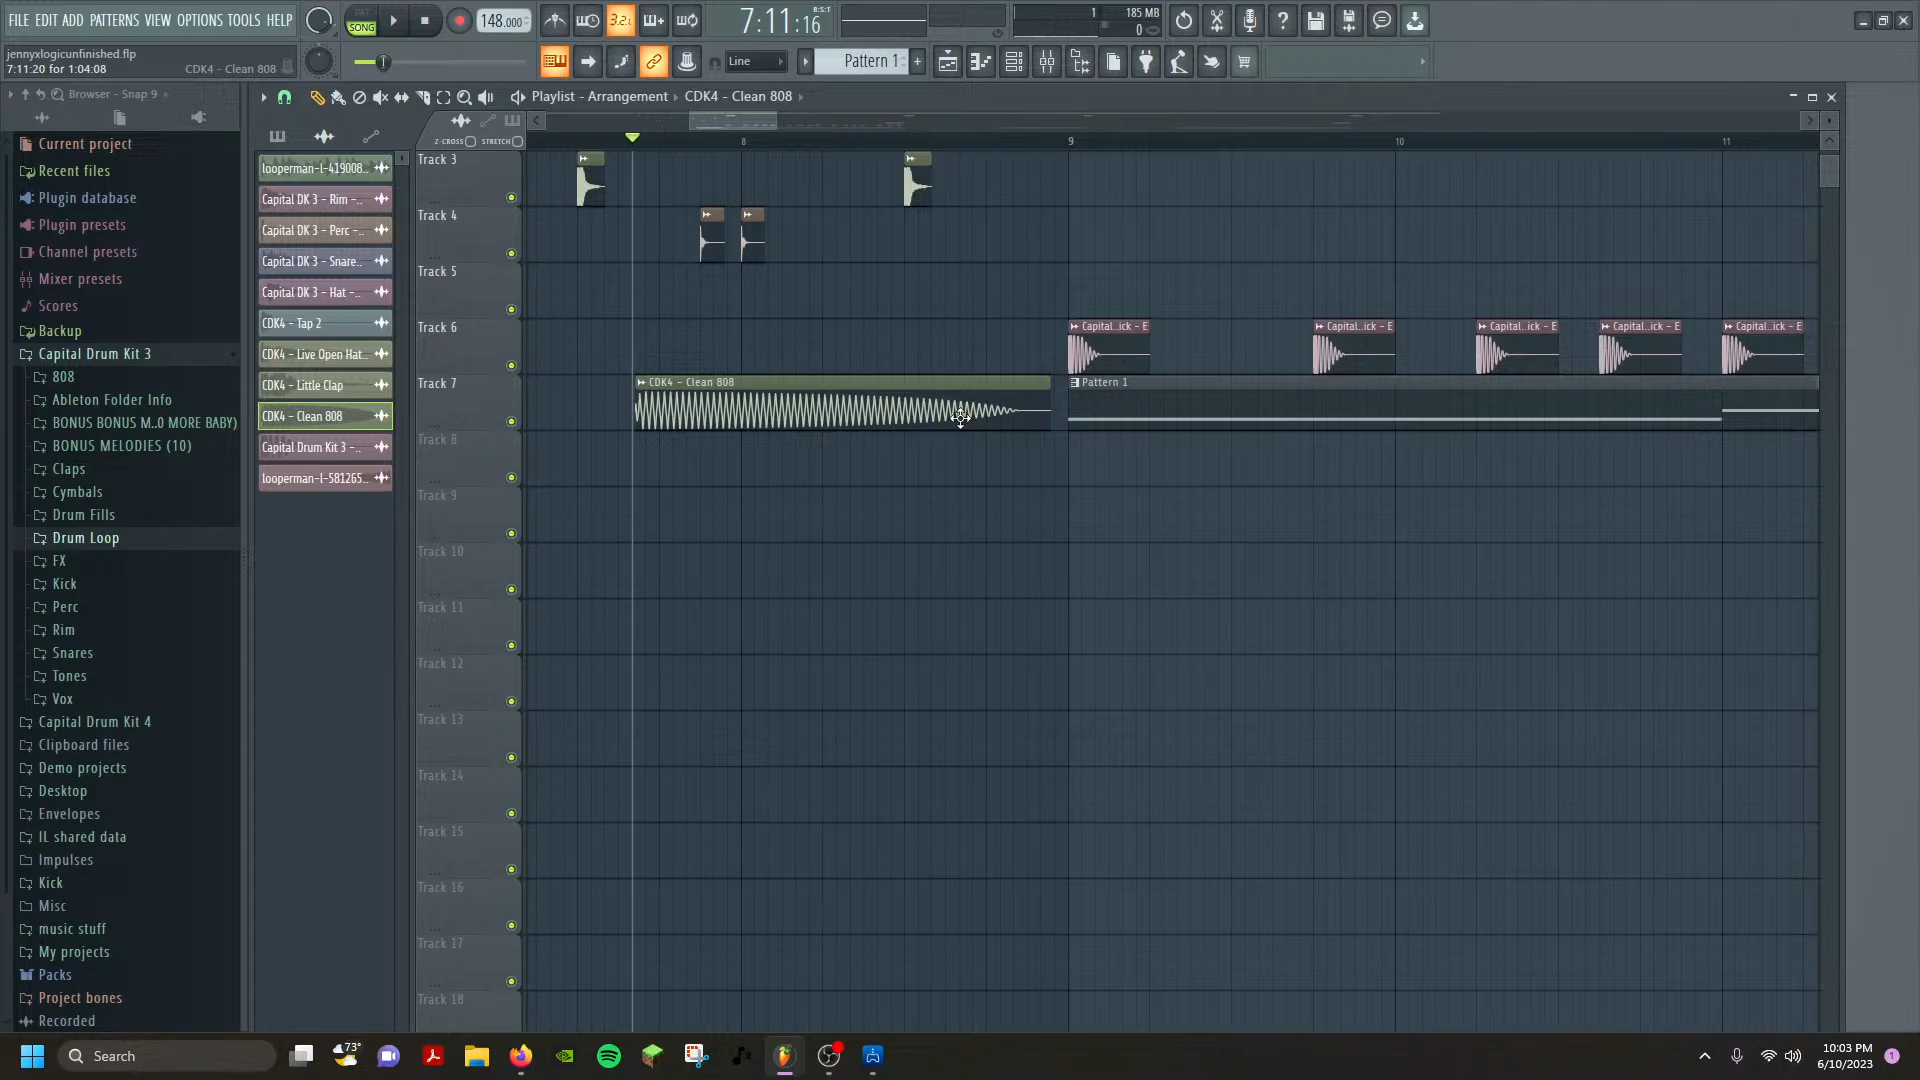 FILE EDIT ADD PATTERNS VIEW OPTIONS TOOLS HELP
PAT
SONG
148.000
3.2.
7:11:16
B:S:T
1
185 MB
0
jennyxlogicunfinished.flp
7:11:20 for 1:04:08
CDK4 - Clean 808
Line
Pattern 1
+
Browser - Snap 9
Playlist - Arrangement
CDK4 - Clean 808
Z-CROSS
STRETCH
8
9
10
11
Current project
Recent files
Plugin database
Plugin presets
Channel presets
Mixer presets
Scores
Backup
Capital Drum Kit 3
808
Ableton Folder Info
BONUS BONUS M..O MORE BABY)
BONUS MELODIES (10)
Claps
Cymbals
Drum Fills
Drum Loop
FX
Kick
Perc
Rim
Snares
Tones
Vox
Capital Drum Kit 4
Clipboard files
Demo projects
Desktop
Envelopes
IL shared data
Impulses
Kick
Misc
music stuff
My projects
Packs
Project bones
Recorded
looperman-l-419008..
Capital DK 3 - Rim -..
Capital DK 3 - Perc -..
Capital DK 3 - Snare..
Capital DK 3 - Hat -..
CDK4 - Tap 2
CDK4 - Live Open Hat..
CDK4 - Little Clap
CDK4 - Clean 808
Capital Drum Kit 3 -..
looperman-l-581265..
Track 3
Track 4
Track 5
Track 6
Capital..ick - E
Capital..ick - E
Capital..ick - E
Capital..ick - E
Capital..ick - E
Track 7
CDK4 - Clean 808
Pattern 1
Track 8
Track 9
Track 10
Track 11
Track 12
Track 13
Track 14
Track 15
Track 16
Track 17
Track 18
Search
73°
10:03 PM
6/10/2023
1